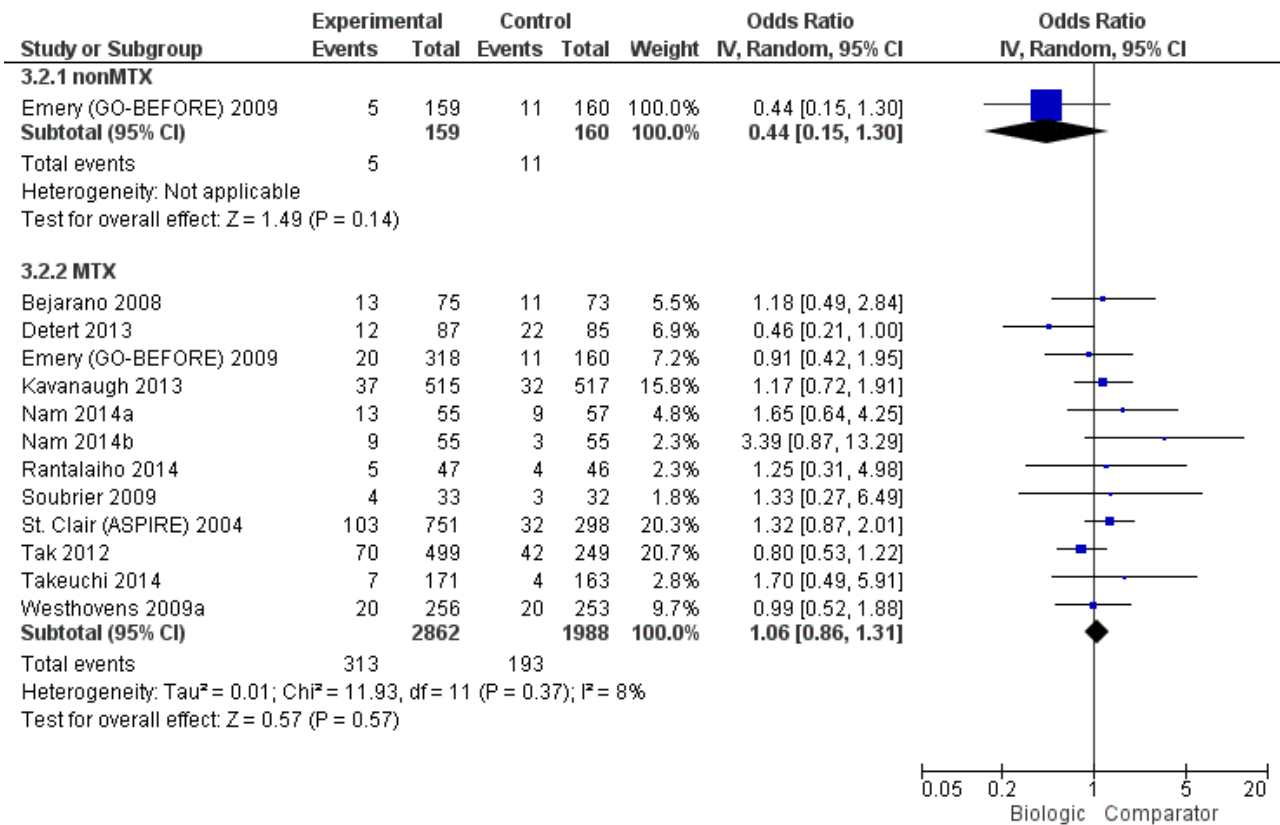 Experimental Control Odds Ratio Odds Ratio
Study or Subgroup Events Total Events Total Weight IV, Random, 95% CI IV, Random, 95% CI
3.2.1 nonMTX
Emery (GO-BEFORE) 2009 5 159 11 160 100.0% 0.44 [0.15, 1.30]
Subtotal (95% CI) 159 160 100.0% 0.44 [0.15, 1.30]
Total events 5 11
Heterogeneity: Not applicable
Test for overall effect: Z = 1.49 (P = 0.14)
3.2.2 MTX
Bejarano 2008 13 75 11 73 5.5% 1.18 [0.49, 2.84]
Detert 2013 12 87 22 85 6.9% 0.46 [0.21, 1.00]
Emery (GO-BEFORE) 2009 20 318 11 160 7.2% 0.91 [0.42, 1.95]
Kavanaugh 2013 37 515 32 517 15.8% 1.17 [0.72, 1.91]
Nam 2014a 13 55 9 57 4.8% 1.65 [0.64, 4.25]
Nam 2014b 9 55 3 55 2.3% 3.39 [0.87, 13.29]
Rantalaiho 2014 5 47 4 46 2.3% 1.25 [0.31, 4.98]
Soubrier 2009 4 33 3 32 1.8% 1.33 [0.27, 6.49]
St. Clair (ASPIRE) 2004 103 751 32 298 20.3% 1.32 [0.87, 2.01]
Tak 2012 70 499 42 249 20.7% 0.80 [0.53, 1.22]
Takeuchi 2014 7 171 4 163 2.8% 1.70 [0.49, 5.91]
Westhovens 2009a 20 256 20 253 9.7% 0.99 [0.52, 1.88]
Subtotal (95% CI) 2862 1988 100.0% 1.06 [0.86, 1.31]
Total events 313 193
Heterogeneity: Tau² = 0.01; Chi² = 11.93, df = 11 (P = 0.37); I² = 8%
Test for overall effect: Z = 0.57 (P = 0.57)
0.05 0.2 1 5 20
Biologic Comparator